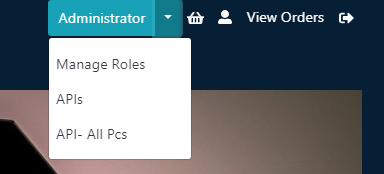 Administrator View Orders
Manage Roles
APIs
API- All Pcs